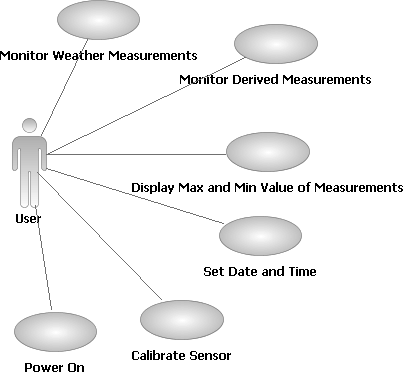 Monitor Weather Measurements
Monitor Derived Measurements
Display Max and Min Value of Measurements
User
Set Date and Time
Calibrate Sensor
Power On